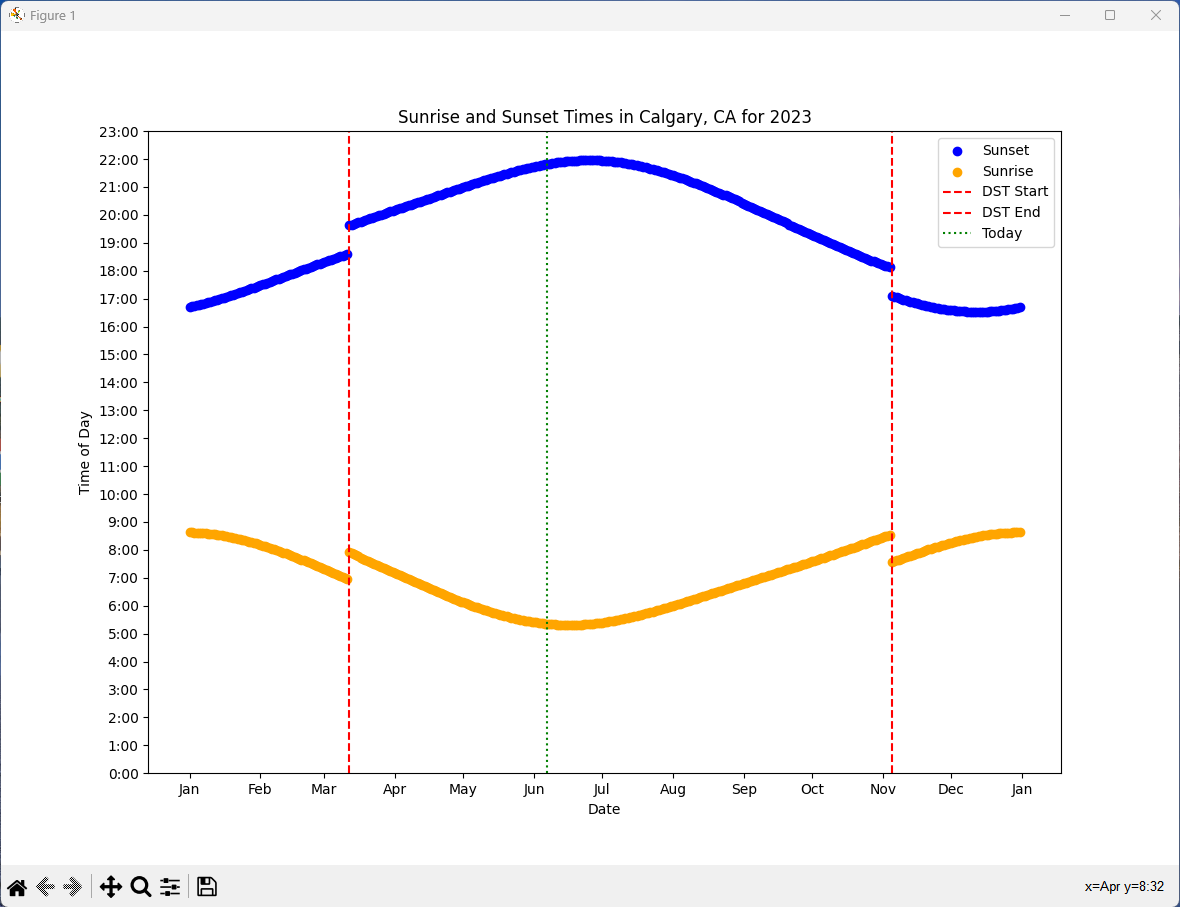 Figure 1
Sunrise and Sunset Times in Calgary, CA for 2023
23:00
22:00
21:00
20:00
19:00
18:00
17:00
16:00
15:00
14:00
13:00
12:00
11:00
10:00
9:00
8:00
7:00
6:00
5:00
4:00
3:00
2:00
1:00
0:00
Time of Day
Sunset
Sunrise
DST Start
DST End
Today
Jan Feb Mar Apr May Jun Jul Aug Sep Oct Nov Dec Jan
Date
x=Apr y=8:32